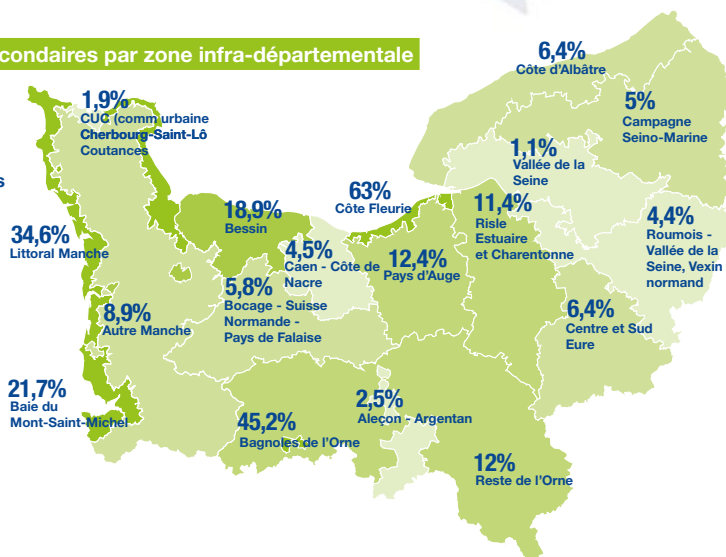 condaires par zone infra-départementale
6,4%
Côte d'Albâtre
1,9%
CUC (comm urbaine
Cherbourg-Saint-Lô
Coutances
5%
Campagne
Seino-Marine
1,1%
Vallée de la
Seine
s
63%
Côte Fleurie
18,9%
Bessin
11,4%
Risle
Estuaire
et Charentonne
4,4%
Roumois -
Vallée de la
Seine, Vexin
normand
34,6%
Littoral Manche
4,5%
Caen - Côte de
Nacre
12,4%
Pays d'Auge
5,8%
Bocage - Suisse
Normande -
Pays de Falaise
8,9%
Autre Manche
6,4%
Centre et Sud
Eure
21,7%
Baie du
Mont-Saint-Michel
45,2%
Bagnoles de l'Orne
2,5%
Aleçon - Argentan
12%
Reste de l'Orne